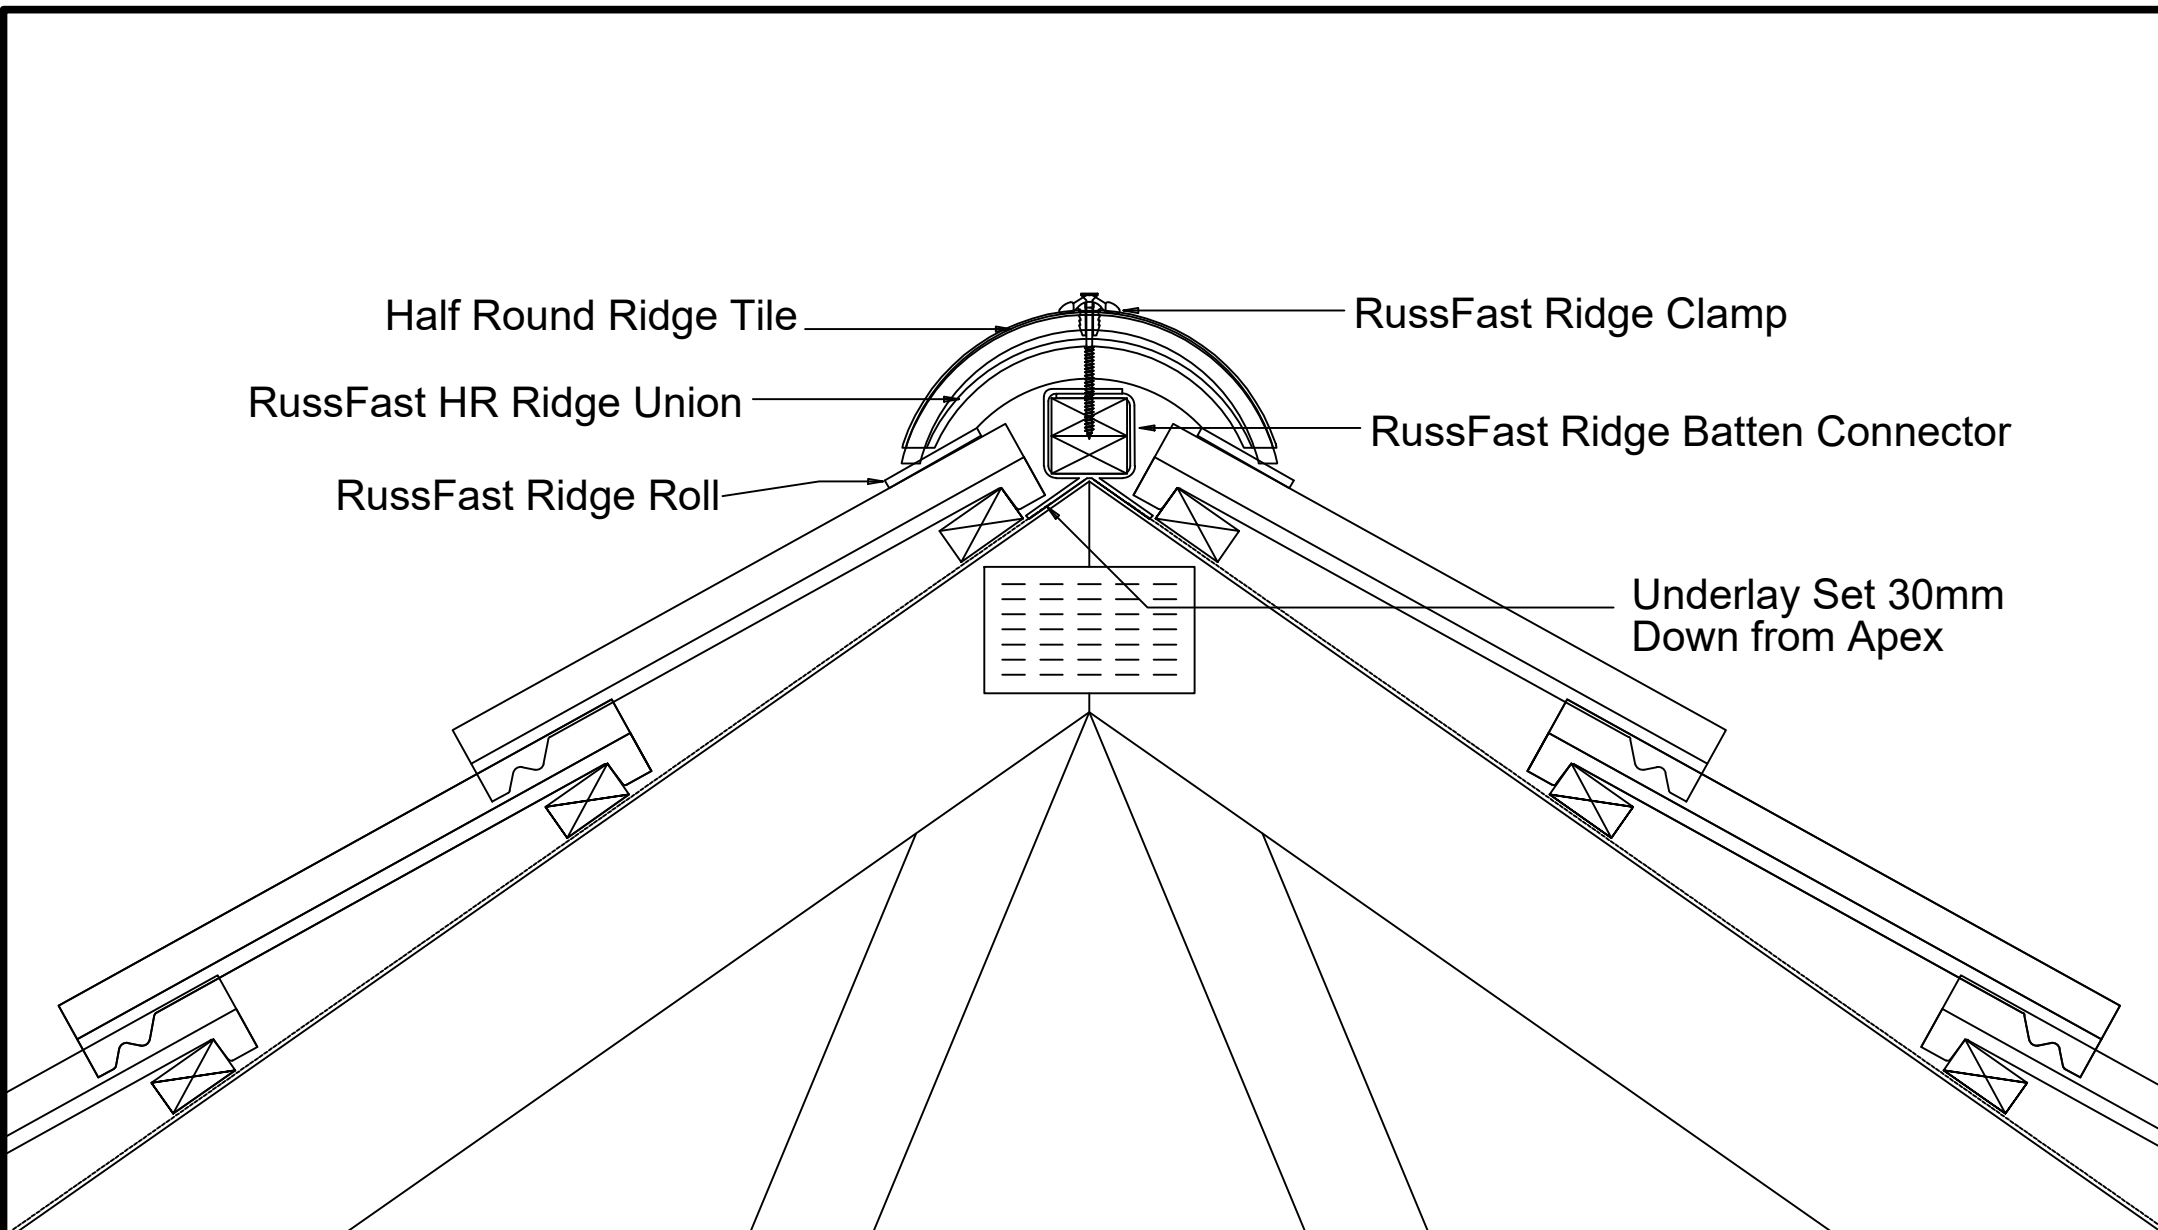 Half Round Ridge Tile
RussFast Ridge Clamp
RussFast HR Ridge Union
RussFast Ridge Batten Connector
RussFast Ridge Roll
Underlay Set 30mm
Down from Apex